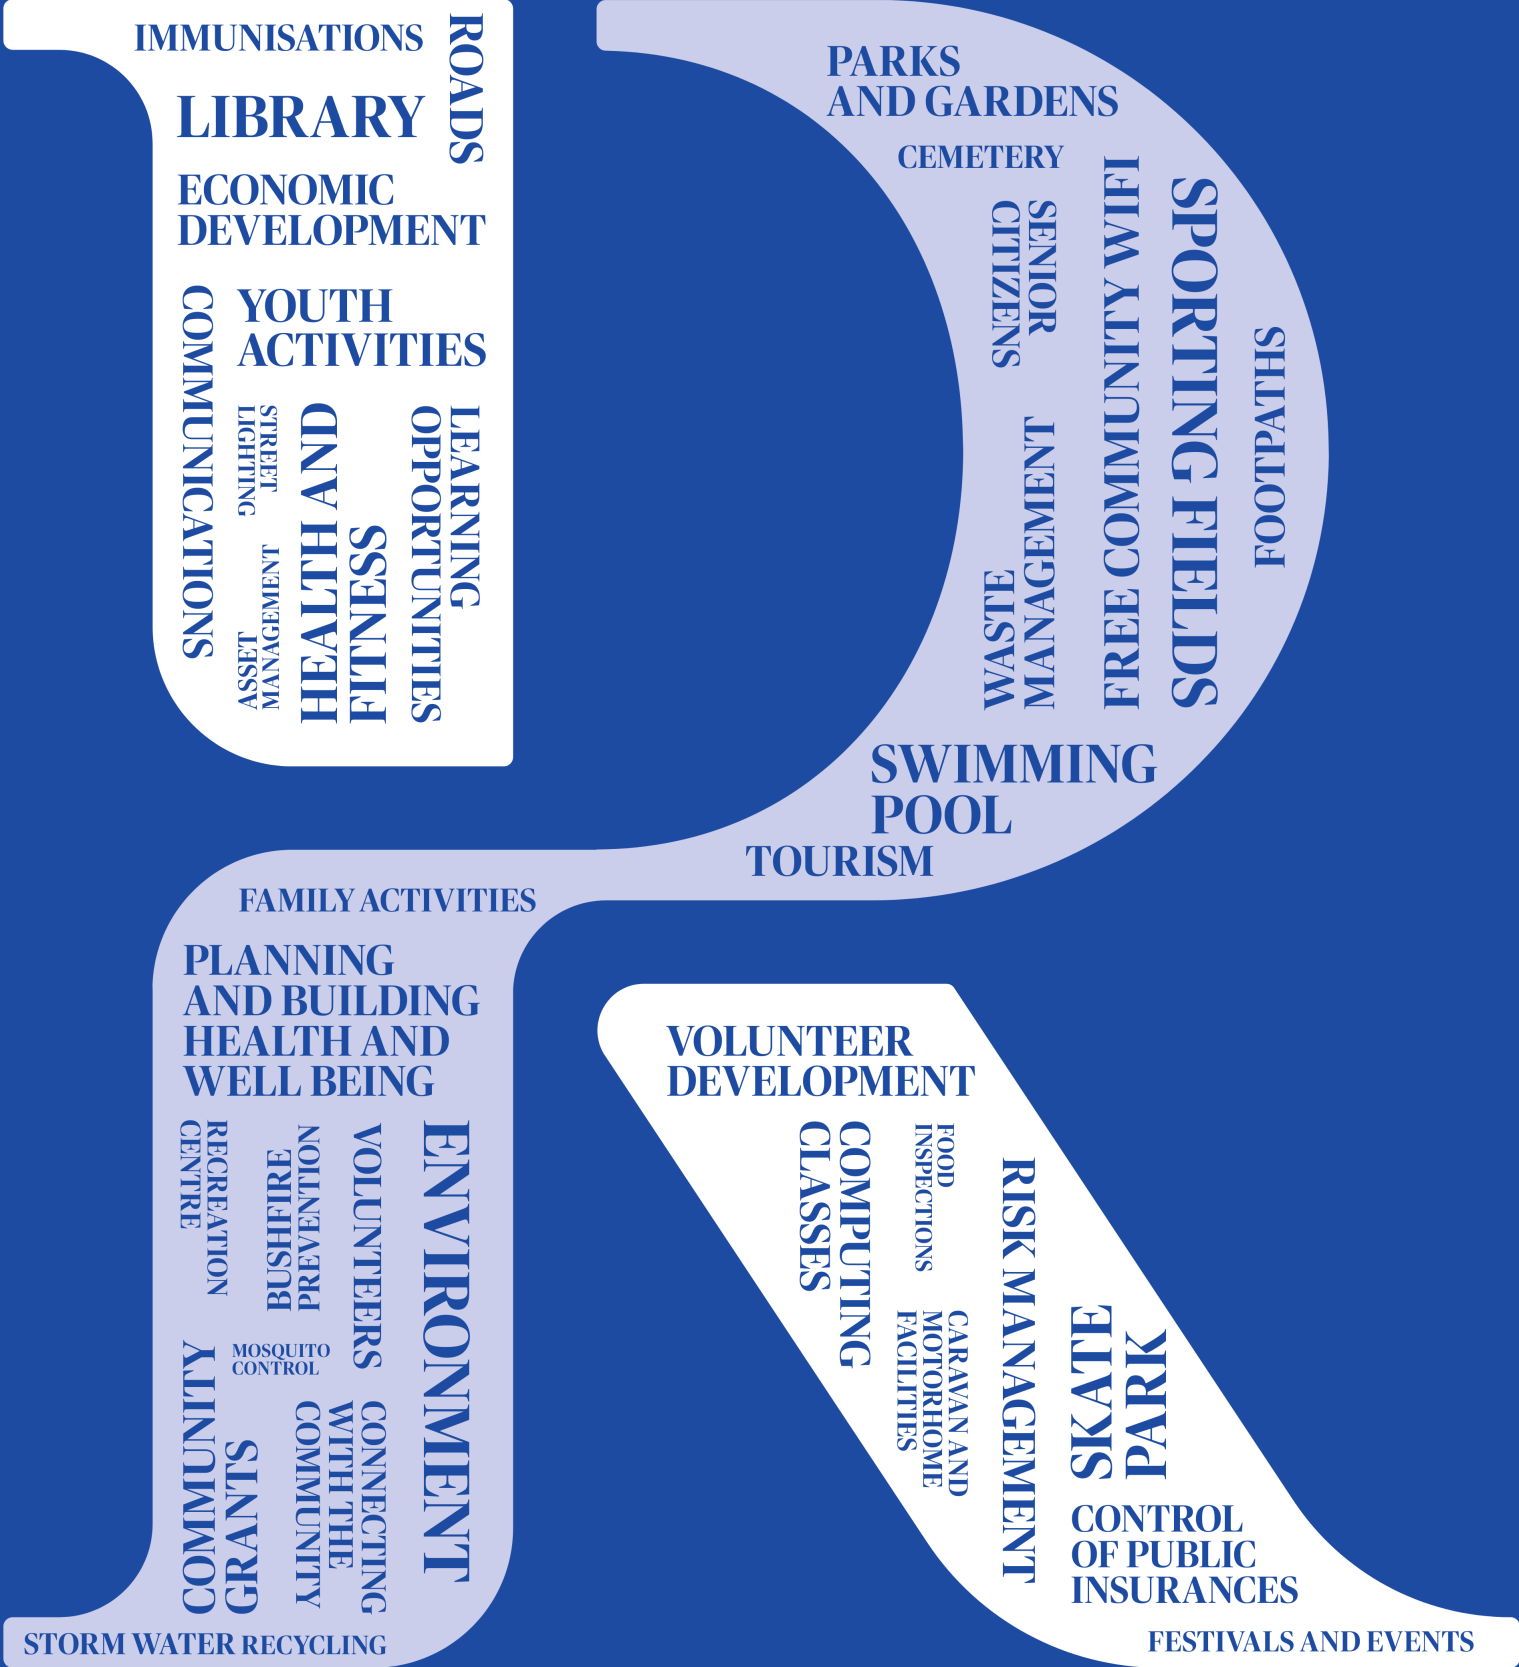 IMMUNISATIONS
ROADS
LIBRARY
ECONOMIC
DEVELOPMENT
COMMUNICATIONS
YOUTH
ACTIVITIES
STREET
LIGHTING
ASSET
MANAGEMENT
HEALTH AND
FITNESS
LEARNING
OPPORTUNITIES
PARKS
AND GARDENS
CEMETERY
SENIOR
CITIZENS
WASTE
MANAGEMENT
FREE COMMUNITY WIFI
SPORTING FIELDS
FOOTPATHS
SWIMMING
POOL
TOURISM
FAMILY ACTIVITIES
PLANNING
AND BUILDING
HEALTH AND
WELL BEING
RECREATION
CENTRE
BUSHFIRE
PREVENTION
VOLUNTEERS
ENVIRONMENT
MOSQUITO
CONTROL
COMMUNITY
GRANTS
CONNECTING
WITH THE
COMMUNITY
STORM WATER RECYCLING
VOLUNTEER
DEVELOPMENT
COMPUTING
CLASSES
FOOD
INSPECTIONS
CARAVAN AND
MOTORHOME
FACILITIES
RISK MANAGEMENT
SKATE
PARK
CONTROL
OF PUBLIC
INSURANCES
FESTIVALS AND EVENTS